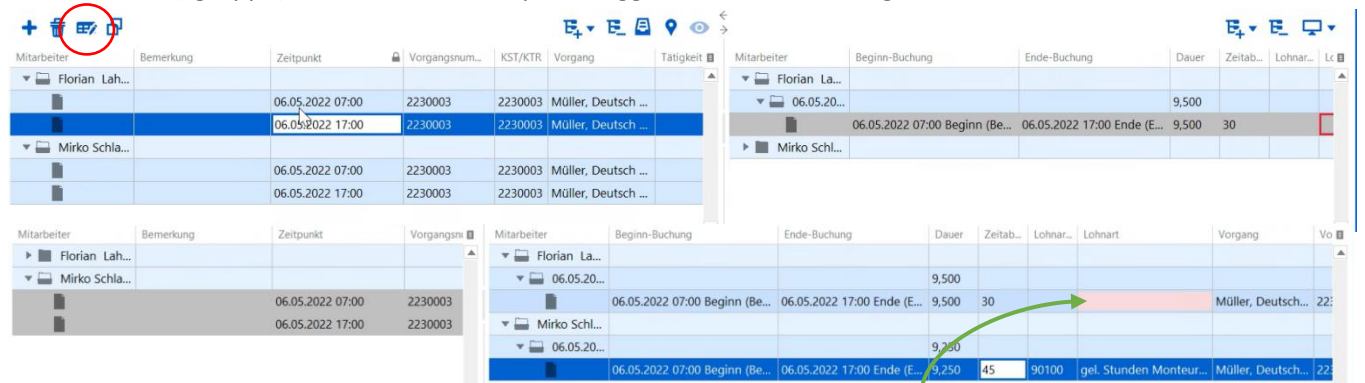 Mitarbeiter Bemerkung Zeitpunkt Vorgangsnum... KST/KTR Vorgang Tätigkeit
Florian Lah...
06.05.2022 07:00 2230003 2230003 Müller, Deutsch ...
06.05.2022 17:00 2230003 2230003 Müller, Deutsch ...
Mirko Schla...
06.05.2022 07:00 2230003 2230003 Müller, Deutsch ...
06.05.2022 17:00 2230003 2230003 Müller, Deutsch ...
Mitarbeiter Beginn-Buchung Ende-Buchung Dauer Zeitab... Lohnar... Lo
Florian La...
06.05.20... 9,500
06.05.2022 07:00 Beginn (Be... 06.05.2022 17:00 Ende (E... 9,500 30
Mirko Schl...
Mitarbeiter Bemerkung Zeitpunkt Vorgangsnu
Florian Lah...
Mirko Schla...
06.05.2022 07:00 2230003
06.05.2022 17:00 2230003
Mitarbeiter Beginn-Buchung Ende-Buchung Dauer Zeitab... Lohnar... Lohnart Vorgang Vo
Florian La...
06.05.20... 9,500
06.05.2022 07:00 Beginn (Be... 06.05.2022 17:00 Ende (E... 9,500 30 Müller, Deutsch... 223
Mirko Schl...
06.05.20... 9,250
06.05.2022 07:00 Beginn (Be... 06.05.2022 17:00 Ende (E... 9,250 45 90100 gel. Stunden Monteur... Müller, Deutsch... 223